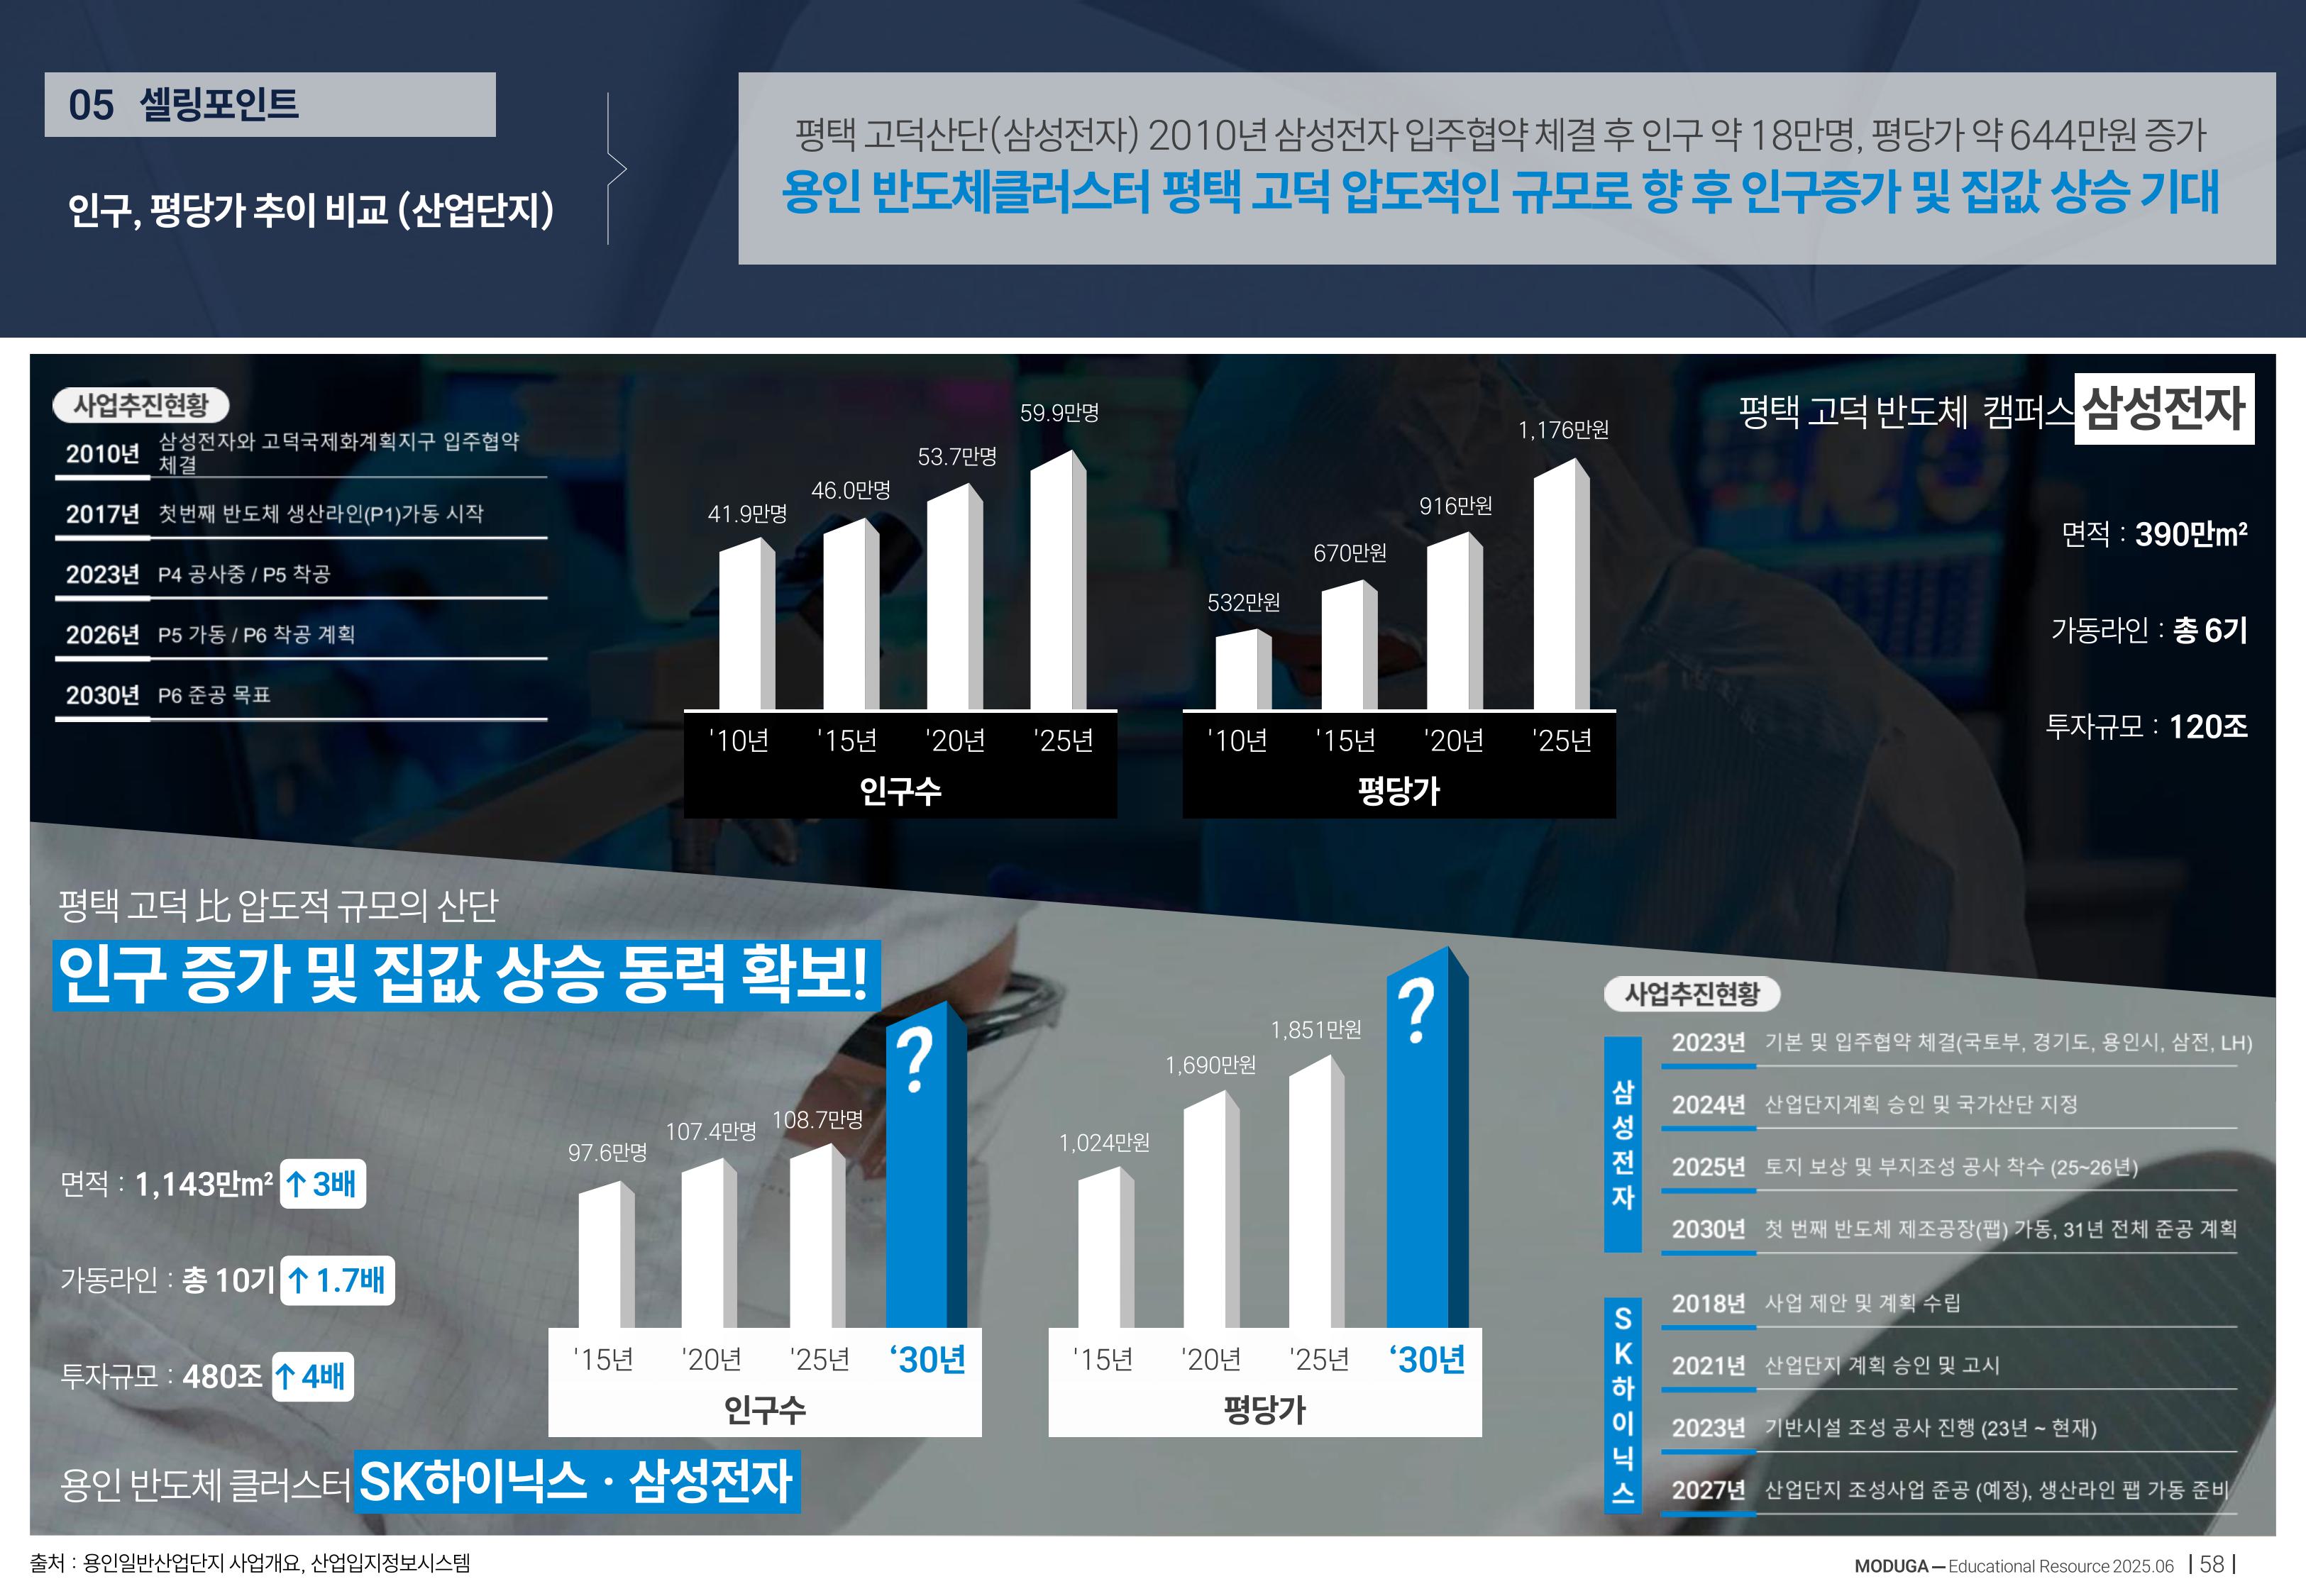 05 셀링포인트
인구, 평당가 추이 비교 (산업단지)
평택 고덕산단(삼성전자) 2010년 삼성전자 입주협약 체결 후 인구 약 18만명, 평당가 약 644만원 증가
용인 반도체클러스터 평택 고덕 압도적인 규모로 향 후 인구증가 및 집값 상승 기대
사업추진현황
2010년 삼성전자와 고덕국제화계획지구 입주협약
체결
2017년 첫번째 반도체 생산라인(P1)가동 시작
2023년 P4 공사중 / P5 착공
2026년 P5 가동 / P6 착공 계획
2030년 P6 준공 목표
41.9만명 46.0만명 53.7만명 59.9만명
'10년 '15년 '20년 '25년
인구수
532만원 670만원 916만원 1,176만원
'10년 '15년 '20년 '25년
평당가
평택 고덕 반도체 캠퍼스 삼성전자
면적 : 390만m²
가동라인 : 총 6기
투자규모 : 120조
평택 고덕 比 압도적 규모의 산단
인구 증가 및 집값 상승 동력 확보!
면적 : 1,143만m² ↑3배
가동라인 : 총 10기 ↑1.7배
투자규모 : 480조 ↑4배
용인 반도체 클러스터 SK하이닉스 · 삼성전자
97.6만명 107.4만명 108.7만명 ?
'15년 '20년 '25년 ‘30년
인구수
1,024만원 1,690만원 1,851만원 ?
'15년 '20년 '25년 ‘30년
평당가
사업추진현황
삼성전자
2023년 기본 및 입주협약 체결(국토부, 경기도, 용인시, 삼전, LH)
2024년 산업단지계획 승인 및 국가산단 지정
2025년 토지 보상 및 부지조성 공사 착수 (25~26년)
2030년 첫 번째 반도체 제조공장(팹) 가동, 31년 전체 준공 계획
SK하이닉스
2018년 사업 제안 및 계획 수립
2021년 산업단지 계획 승인 및 고시
2023년 기반시설 조성 공사 진행 (23년 ~ 현재)
2027년 산업단지 조성사업 준공 (예정), 생산라인 팹 가동 준비
출처 : 용인일반산업단지 사업개요, 산업입지정보시스템
MODUGA — Educational Resource 2025.06 | 58 |